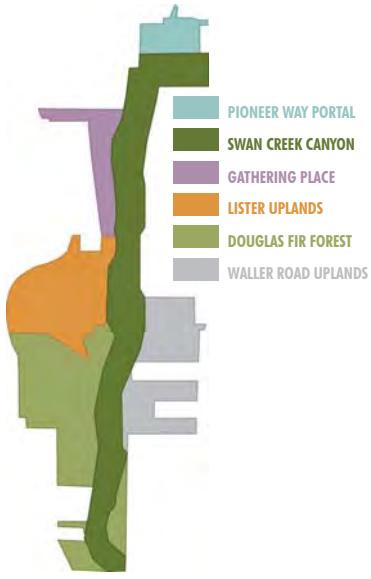 PIONEER WAY PORTAL
SWAN CREEK CANYON
GATHERING PLACE
LISTER UPLANDS
DOUGLAS FIR FOREST
WALLER ROAD UPLANDS